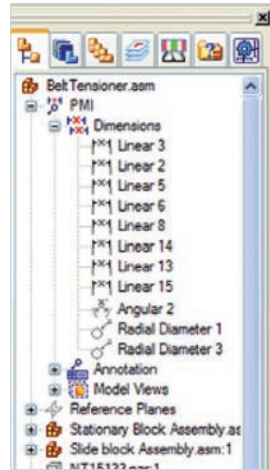 BeltTensioner.asm
PMI
Dimensions
Linear 3
Linear 2
Linear 5
Linear 6
Linear 8
Linear 14
Linear 13
Linear 15
Angular 2
Radial Diameter 1
Radial Diameter 3
Annotation
Model Views
Reference Planes
Stationary Block Assembly.as
Slide block Assembly.asm:1